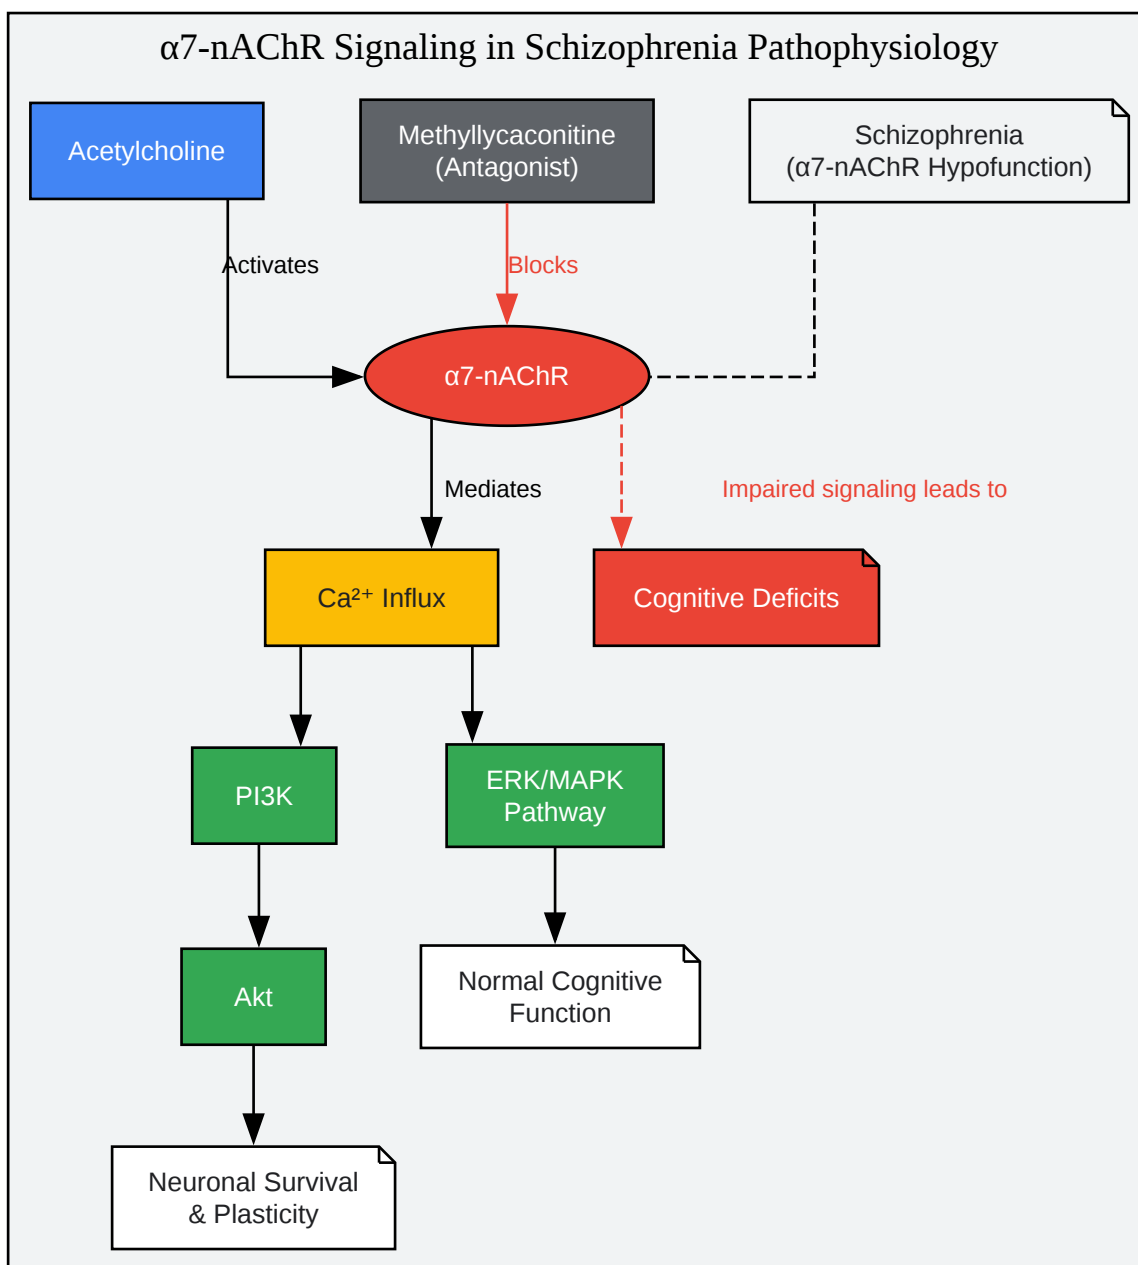 α7-nAChR Signaling in Schizophrenia Pathophysiology
Acetylcholine
Methyllycaconitine
(Antagonist)
Schizophrenia
(α7-nAChR Hypofunction)
Activates
Blocks
α7-nAChR
Mediates
Impaired signaling leads to
Ca²⁺ Influx
Cognitive Deficits
PI3K
ERK/MAPK
Pathway
Akt
Normal Cognitive
Function
Neuronal Survival
& Plasticity